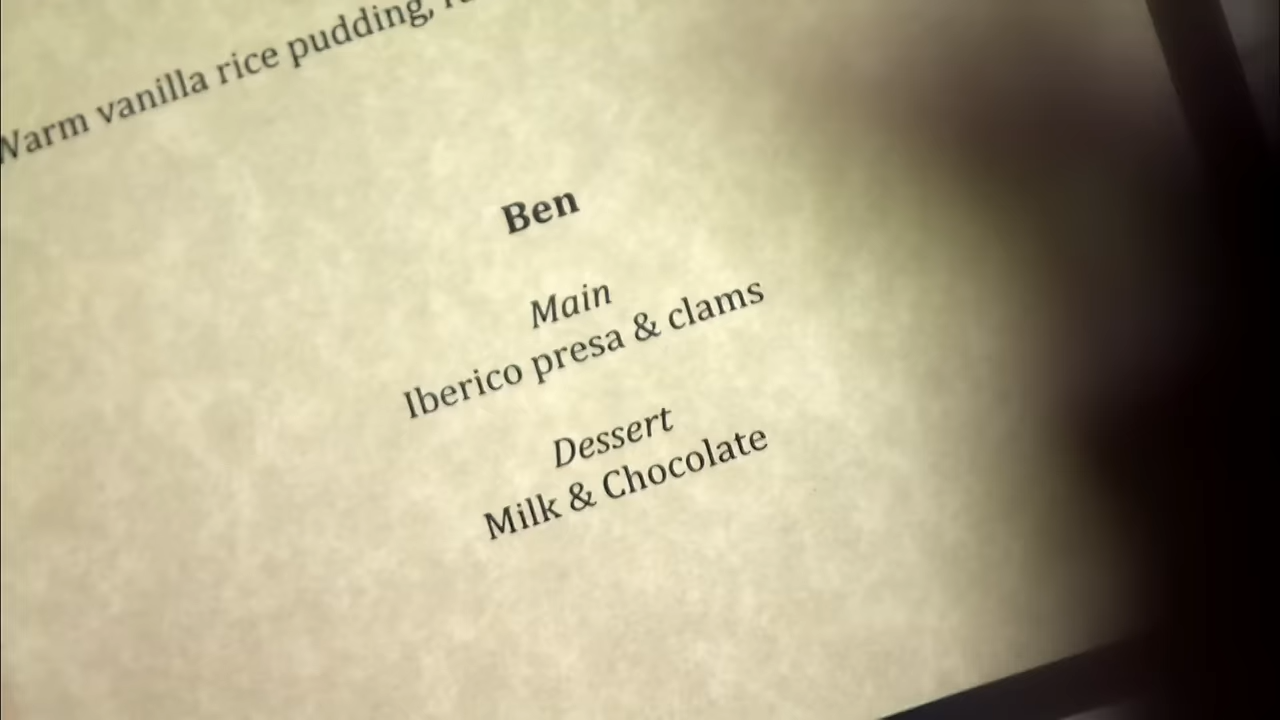 Warm vanilla rice pudding,
Ben
Main
Iberico presa & clams
Dessert
Milk & Chocolate